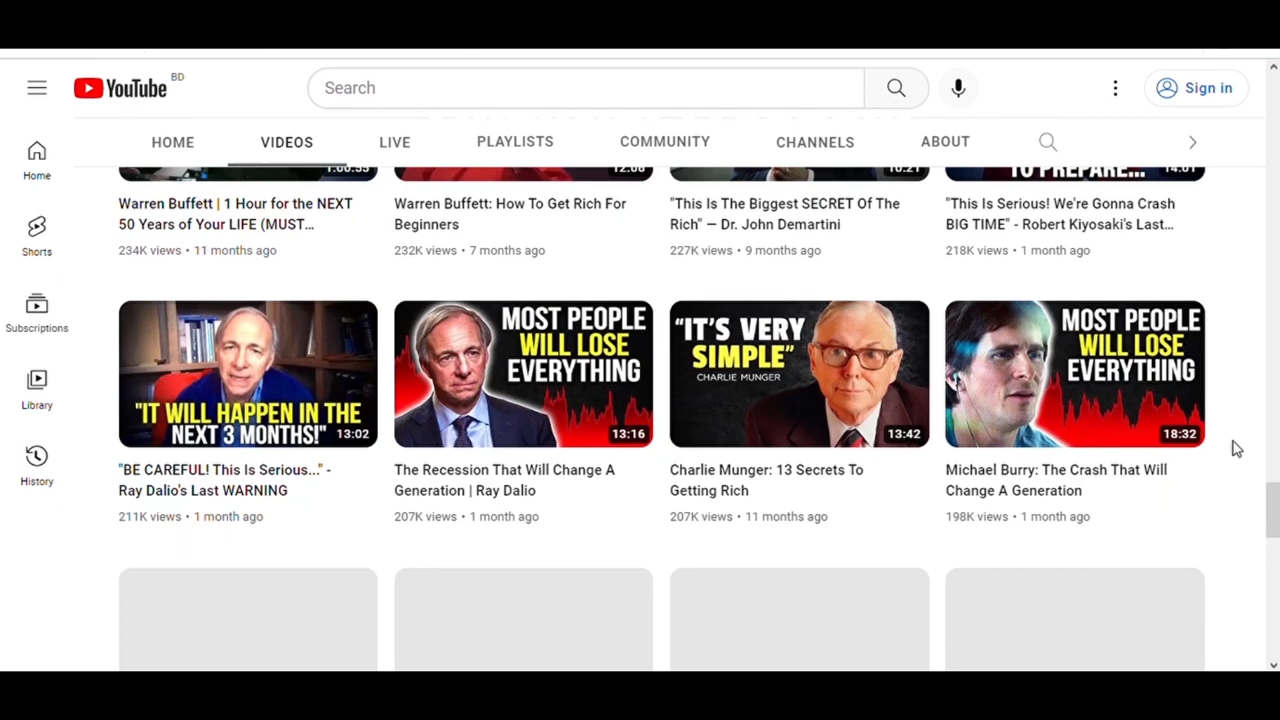 YouTube BD
Search
Sign in
HOME VIDEOS LIVE PLAYLISTS COMMUNITY CHANNELS ABOUT
Home
Shorts
Subscriptions
Library
History
1:00:55
12:08
10:21
TO PREPARE...
14:01
Warren Buffett | 1 Hour for the NEXT
50 Years of Your LIFE (MUST...
234K views • 11 months ago
Warren Buffett: How To Get Rich For
Beginners
232K views • 7 months ago
"This Is The Biggest SECRET Of The
Rich" — Dr. John Demartini
227K views • 9 months ago
"This Is Serious! We're Gonna Crash
BIG TIME" - Robert Kiyosaki's Last...
218K views • 1 month ago
"IT WILL HAPPEN IN THE
NEXT 3 MONTHS!"
13:02
"BE CAREFUL! This Is Serious..." -
Ray Dalio's Last WARNING
211K views • 1 month ago
MOST PEOPLE
WILL LOSE
EVERYTHING
13:16
The Recession That Will Change A
Generation | Ray Dalio
207K views • 1 month ago
"IT'S VERY
SIMPLE"
CHARLIE MUNGER
13:42
Charlie Munger: 13 Secrets To
Getting Rich
207K views • 11 months ago
MOST PEOPLE
WILL LOSE
EVERYTHING
18:32
Michael Burry: The Crash That Will
Change A Generation
198K views • 1 month ago